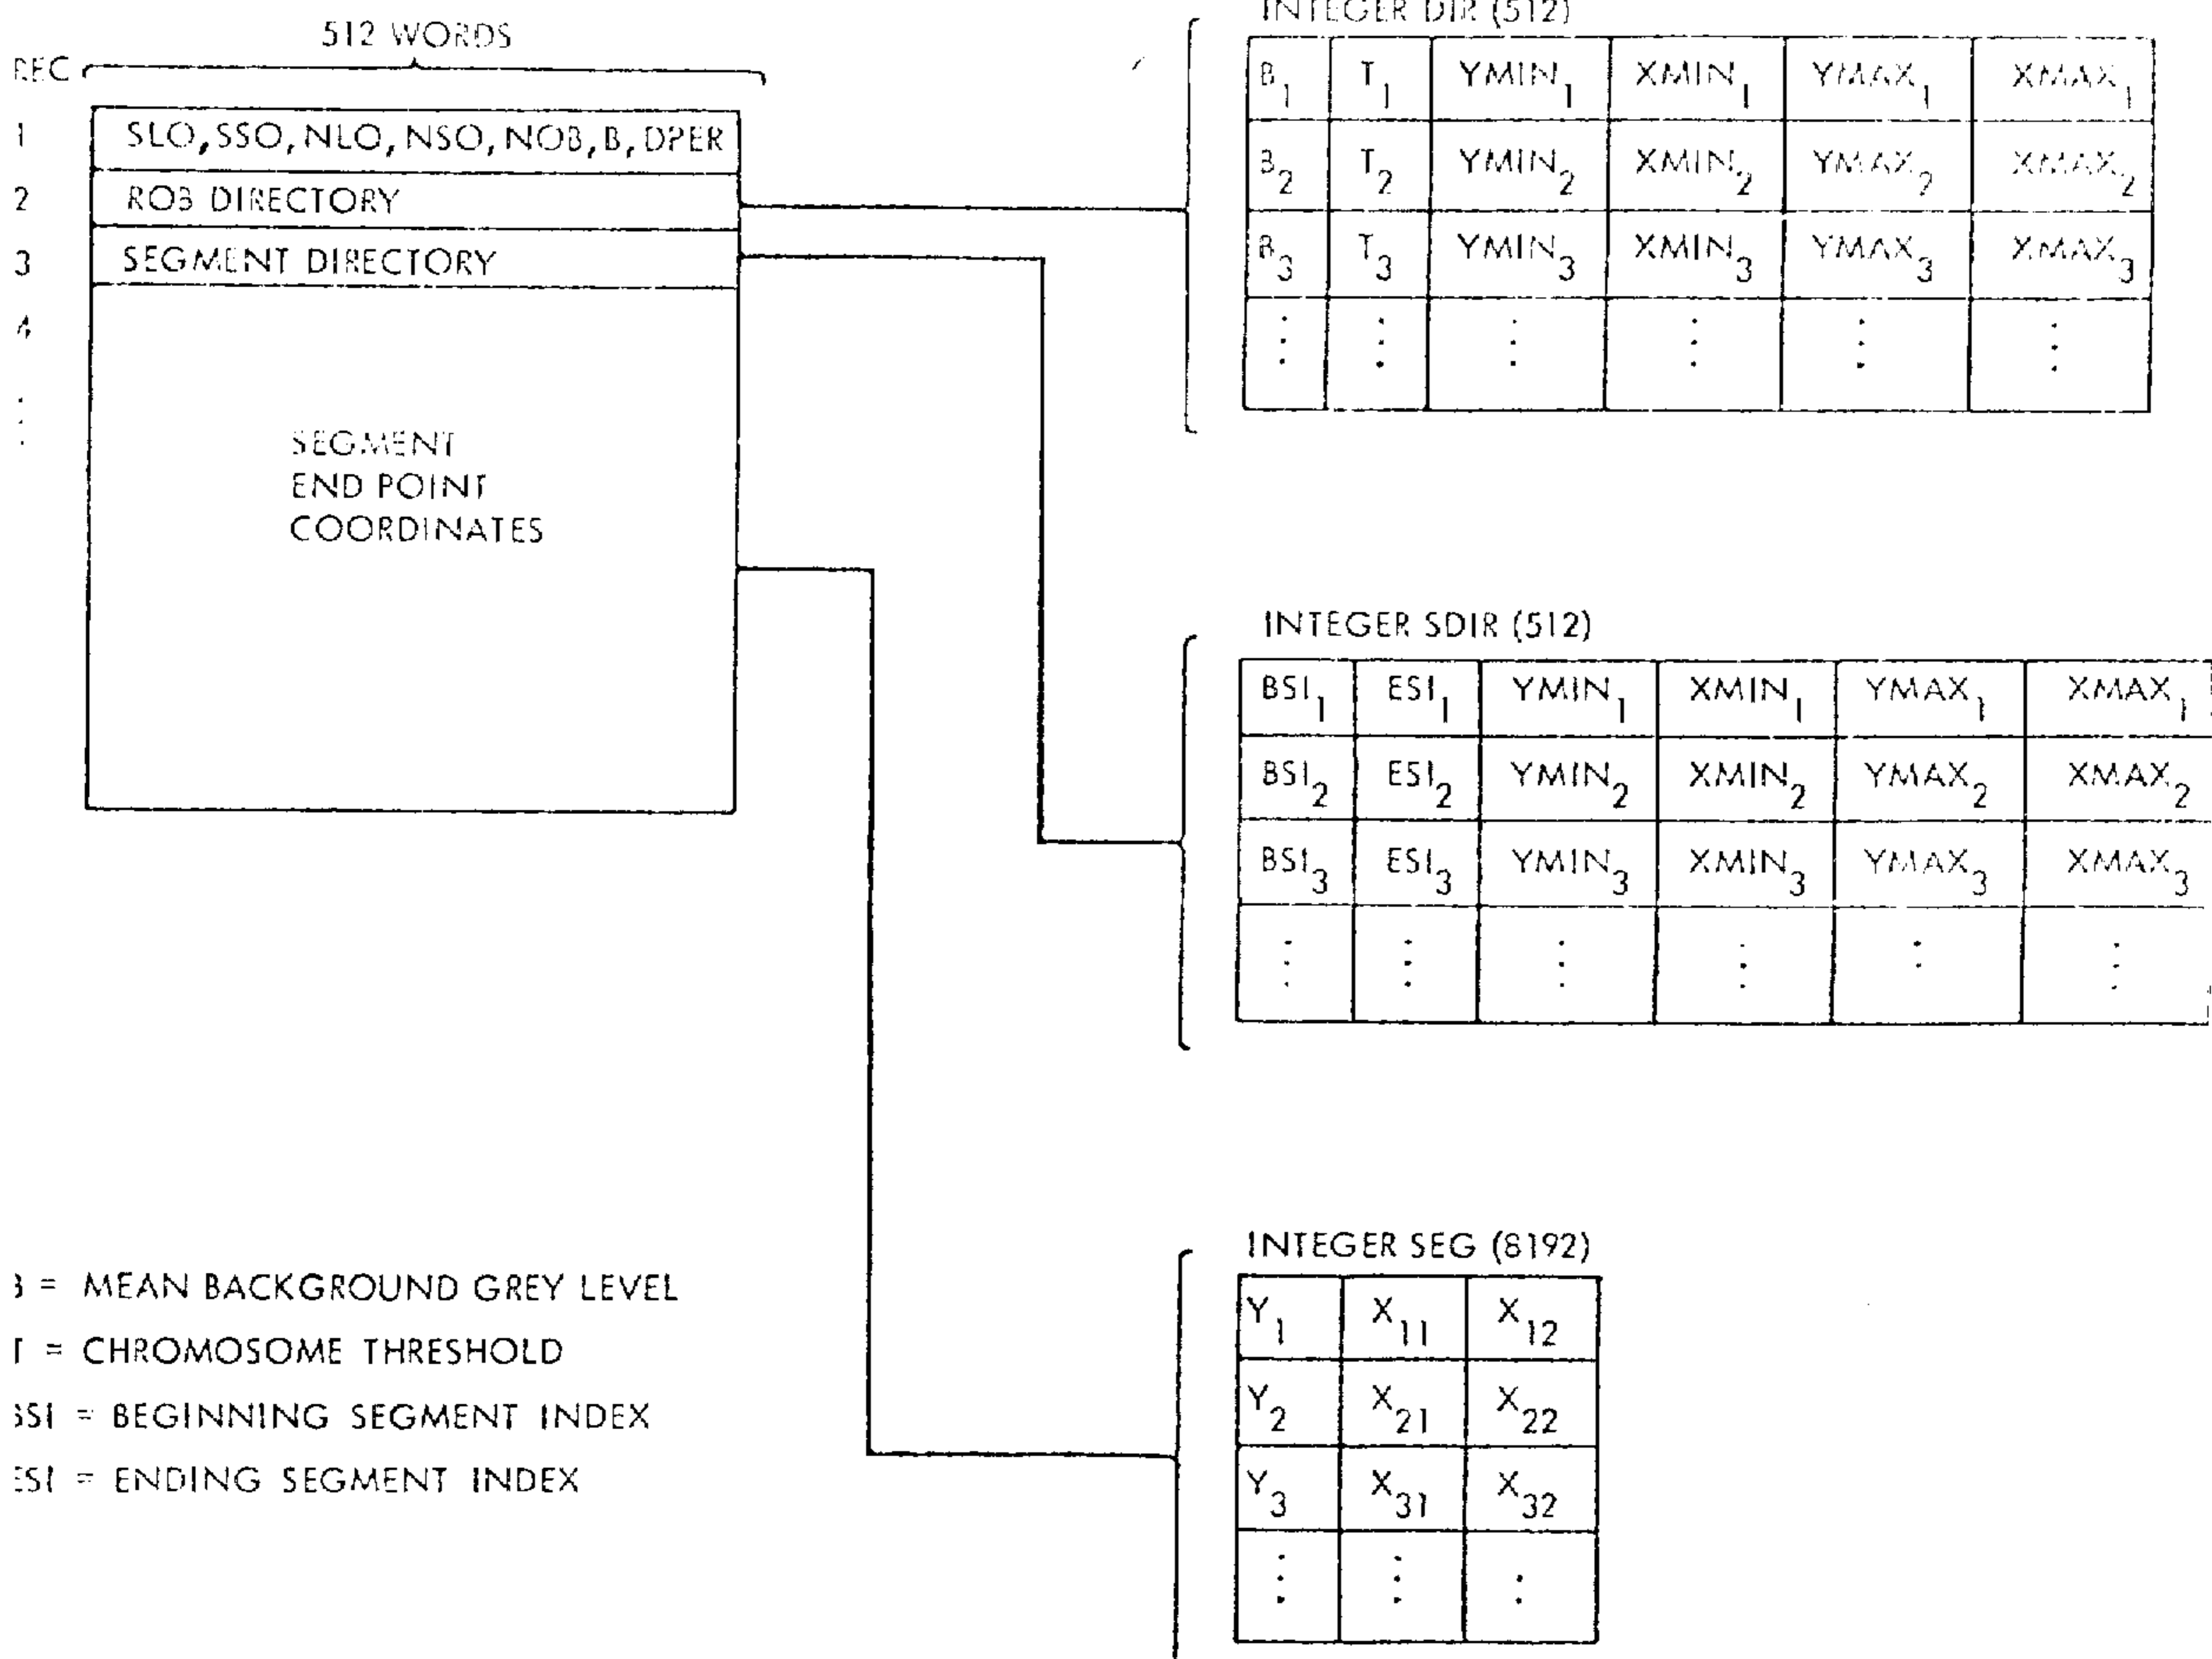 512 WORDS
REC
1 SLO, SSO, NLO, NSO, NOB, B, DPER
2 ROB DIRECTORY
3 SEGMENT DIRECTORY
4
SEGMENT
END POINT
COORDINATES
INTEGER DIR (512)
B1 T1 YMIN1 XMIN1 YMAX1 XMAX1
B2 T2 YMIN2 XMIN2 YMAX2 XMAX2
B3 T3 YMIN3 XMIN3 YMAX3 XMAX3
INTEGER SDIR (512)
BSI1 ESI1 YMIN1 XMIN1 YMAX1 XMAX1
BSI2 ESI2 YMIN2 XMIN2 YMAX2 XMAX2
BSI3 ESI3 YMIN3 XMIN3 YMAX3 XMAX3
INTEGER SEG (8192)
Y1 X11 X12
Y2 X21 X22
Y3 X31 X32
B = MEAN BACKGROUND GREY LEVEL
T = CHROMOSOME THRESHOLD
BSI = BEGINNING SEGMENT INDEX
ESI = ENDING SEGMENT INDEX